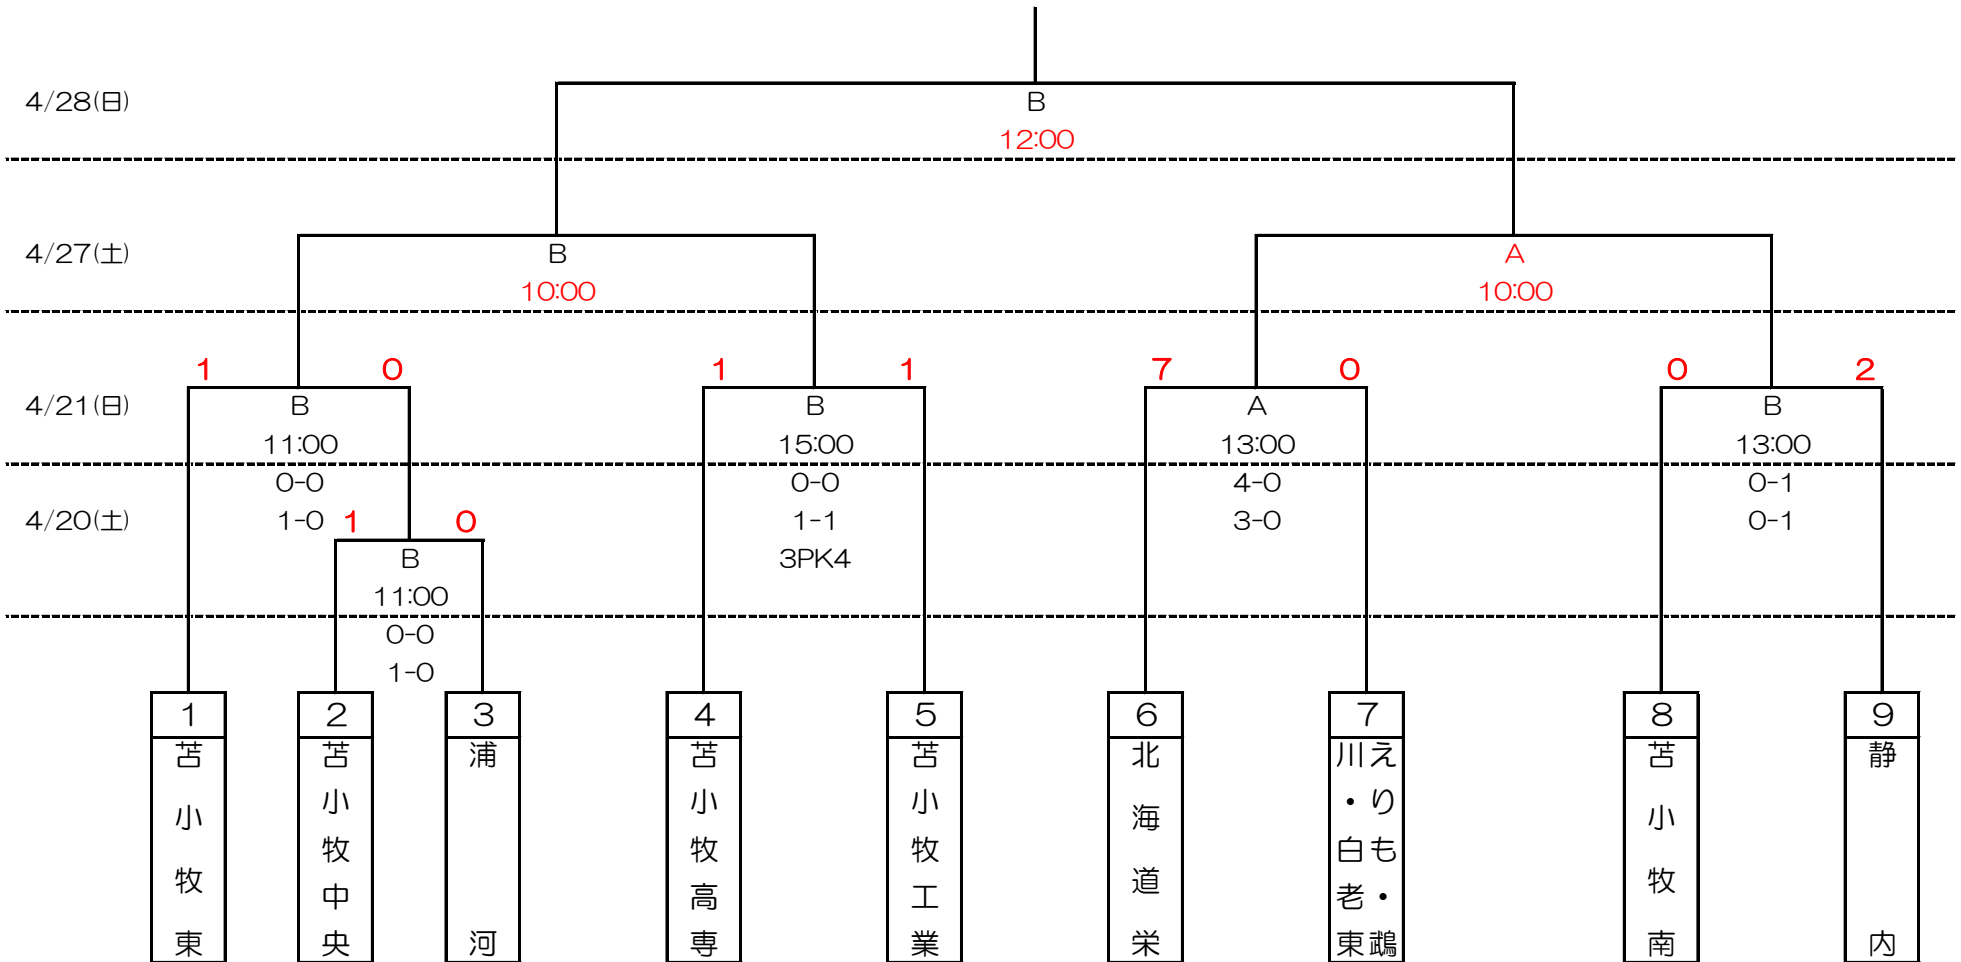 4/28(日)
B
12:00
4/27(土)
B
10:00
A
10:00
1 0 1 1 7 0 0 2
4/21(日)
B
11:00
0-0
1-0
B
15:00
0-0
1-1
3PK4
A
13:00
4-0
3-0
B
13:00
0-1
0-1
4/20(土)
1 0
B
11:00
0-0
1-0
1
苫小牧東
2
苫小牧中央
3
浦河
4
苫小牧高専
5
苫小牧工業
6
北海道栄
7
えりも・鵡
川・白老東
8
苫小牧南
9
静内